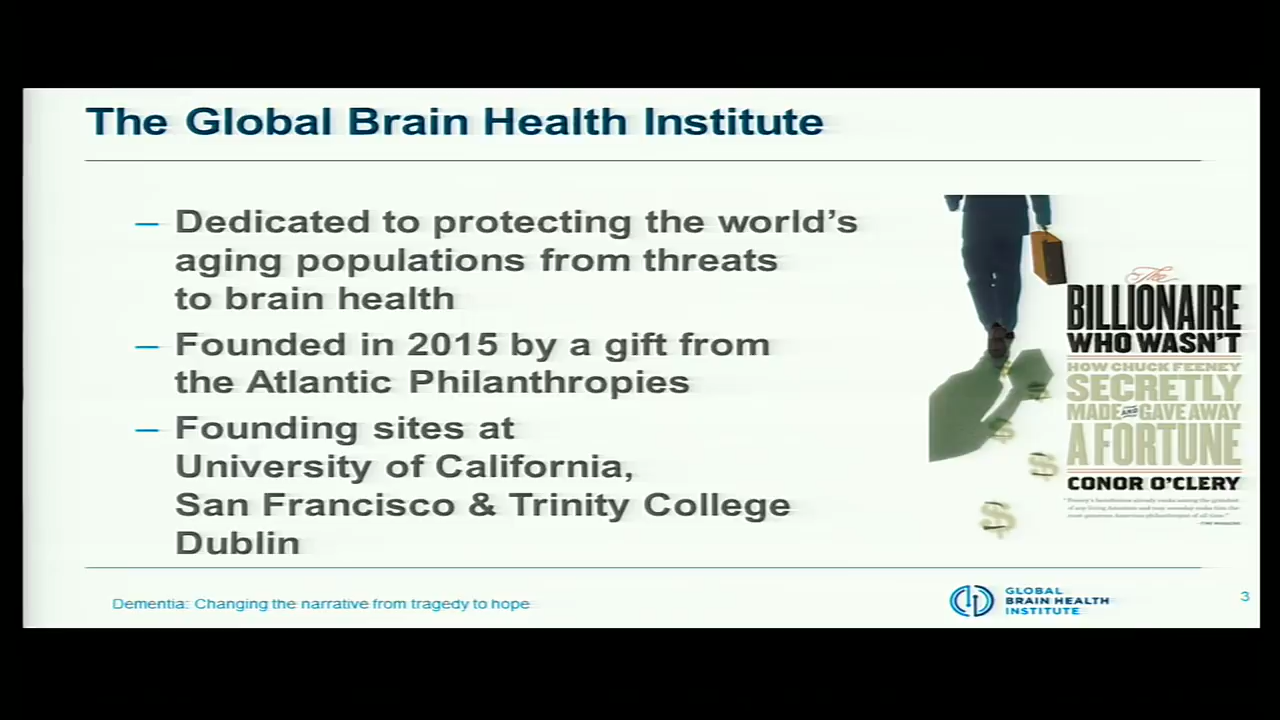 The Global Brain Health Institute
– Dedicated to protecting the world's
aging populations from threats
to brain health
– Founded in 2015 by a gift from
the Atlantic Philanthropies
– Founding sites at
University of California,
San Francisco & Trinity College
Dublin
The
BILLIONAIRE
WHO WASN'T
HOW CHUCK FEENEY
SECRETLY
MADE AND GAVE AWAY
A FORTUNE
CONOR O'CLERY
Dementia: Changing the narrative from tragedy to hope
GLOBAL
BRAIN HEALTH
INSTITUTE
3